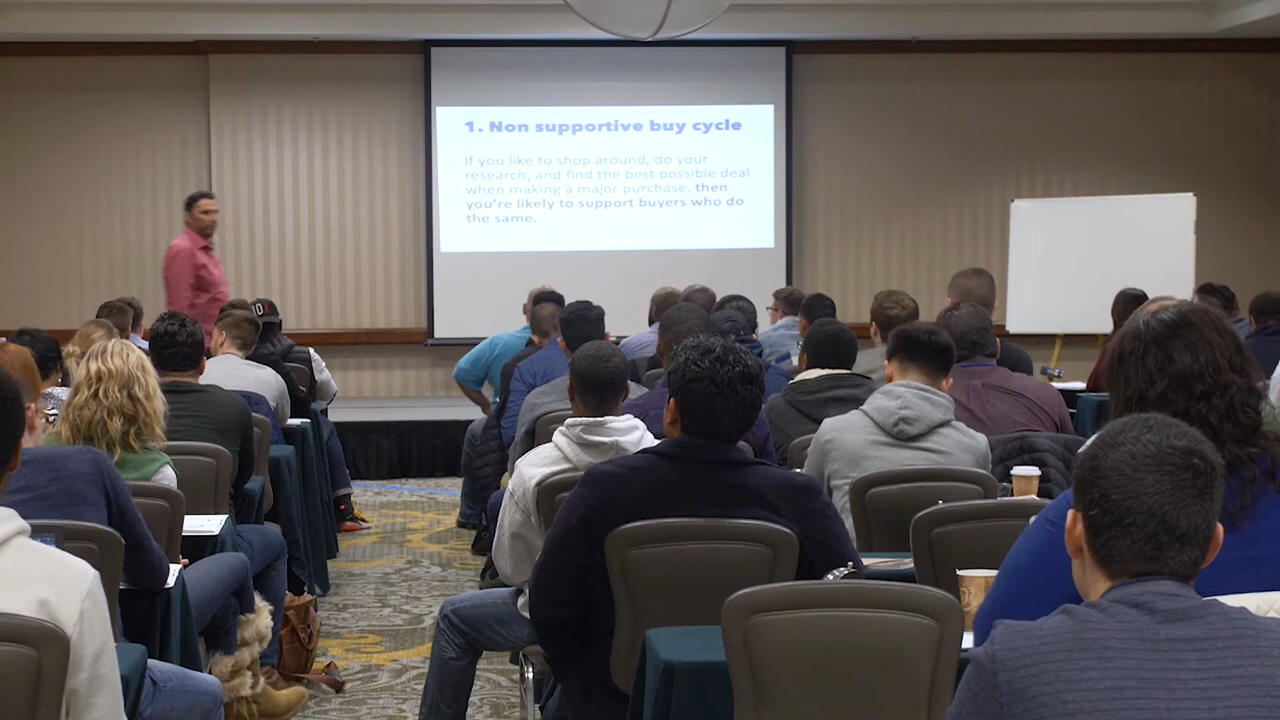 1. Non supportive buy cycle
If you like to shop around, do your
research, and find the best possible deal
when making a major purchase, then
you're likely to support buyers who do
the same.
10